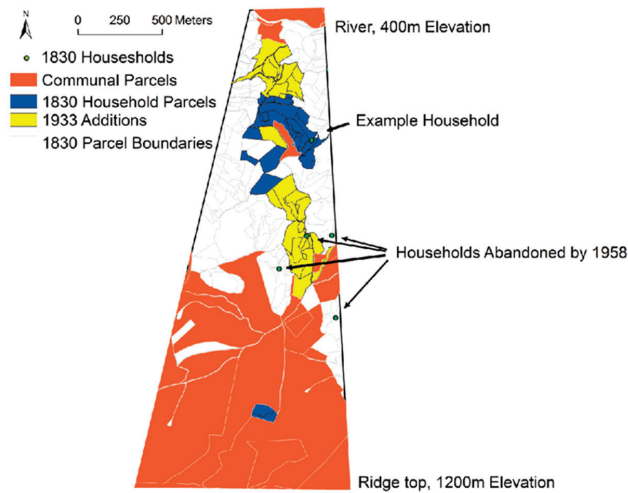 N
0 250 500 Meters
River, 400m Elevation
1830 Housesholds
Communal Parcels
1830 Household Parcels
1933 Additions
1830 Parcel Boundaries
Example Household
Households Abandoned by 1958
Ridge top, 1200m Elevation